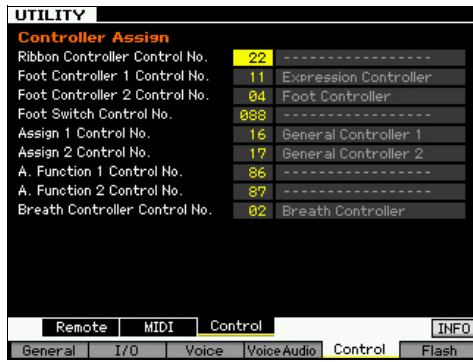 UTILITY
Controller Assign
Ribbon Controller Control No. 22 -----------------
Foot Controller 1 Control No. 11 Expression Controller
Foot Controller 2 Control No. 04 Foot Controller
Foot Switch Control No. 088 -----------------
Assign 1 Control No. 16 General Controller 1
Assign 2 Control No. 17 General Controller 2
A. Function 1 Control No. 86 -----------------
A. Function 2 Control No. 87 -----------------
Breath Controller Control No. 02 Breath Controller
Remote MIDI Control INFO
General I/O Voice Voice Audio Control Flash